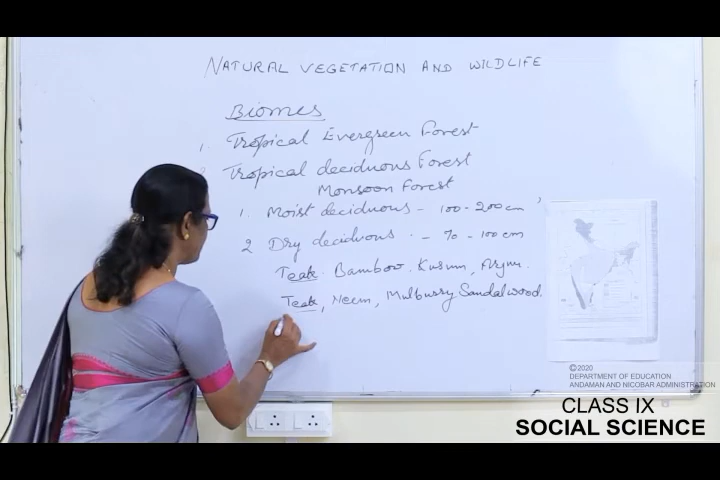 NATURAL VEGETATION AND WILDLIFE
Biomes
1. Tropical Evergreen Forest
2 Tropical deciduous Forest
Monsoon Forest
1. Moist deciduous - 100 - 200 cm
2 Dry deciduous - 70 - 100 cm
Teak. Bamboo. Kusum,
Teak, Neem, Mulburry Sandalwood.
©2020
DEPARTMENT OF EDUCATION
ANDAMAN AND NICOBAR ADMINISTRATION
CLASS IX
SOCIAL SCIENCE